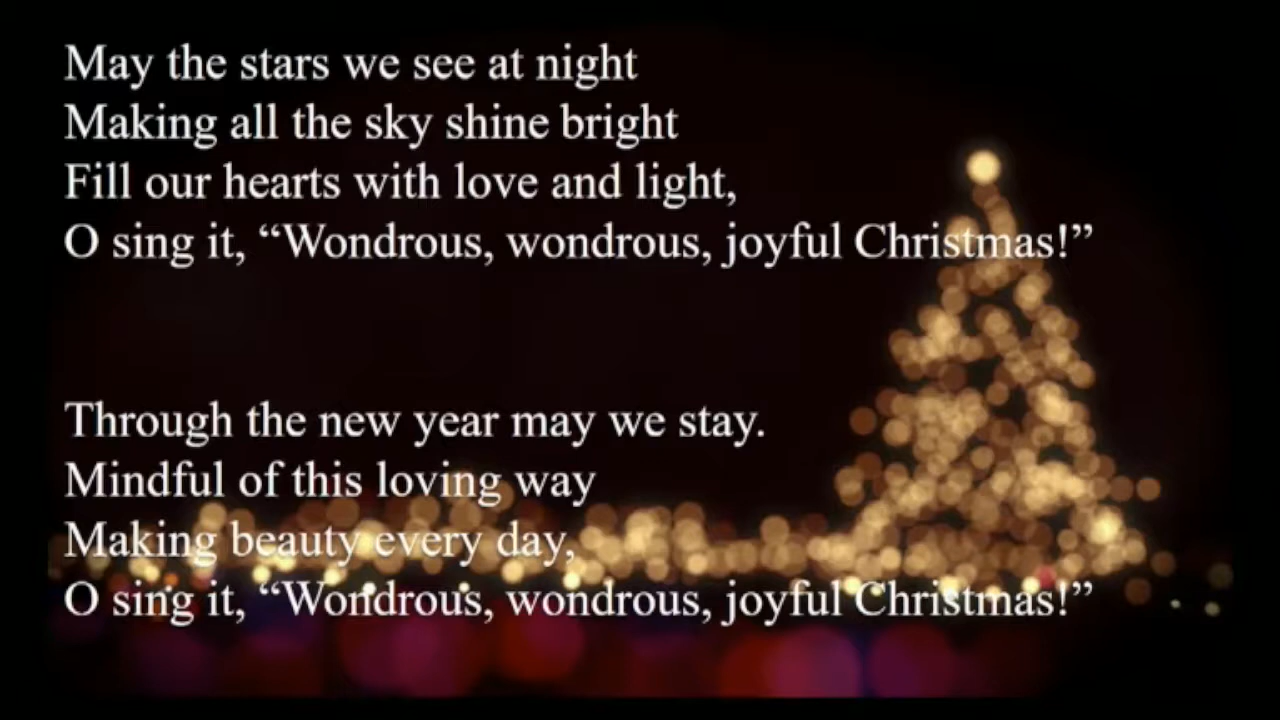 May the stars we see at night
Making all the sky shine bright
Fill our hearts with love and light,
O sing it, “Wondrous, wondrous, joyful Christmas!”
Through the new year may we stay.
Mindful of this loving way
Making beauty every day,
O sing it, “Wondrous, wondrous, joyful Christmas!”